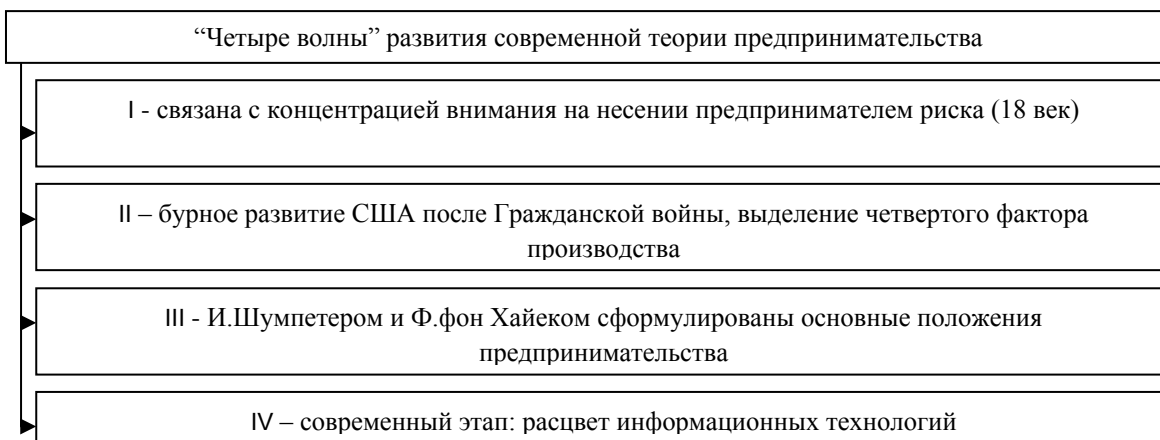 “Четыре волны” развития современной теории предпринимательства
I - связана с концентрацией внимания на несении предпринимателем риска (18 век)
II – бурное развитие США после Гражданской войны, выделение четвертого фактора
производства
III - И.Шумпетером и Ф.фон Хайеком сформулированы основные положения
предпринимательства
IV – современный этап: расцвет информационных технологий